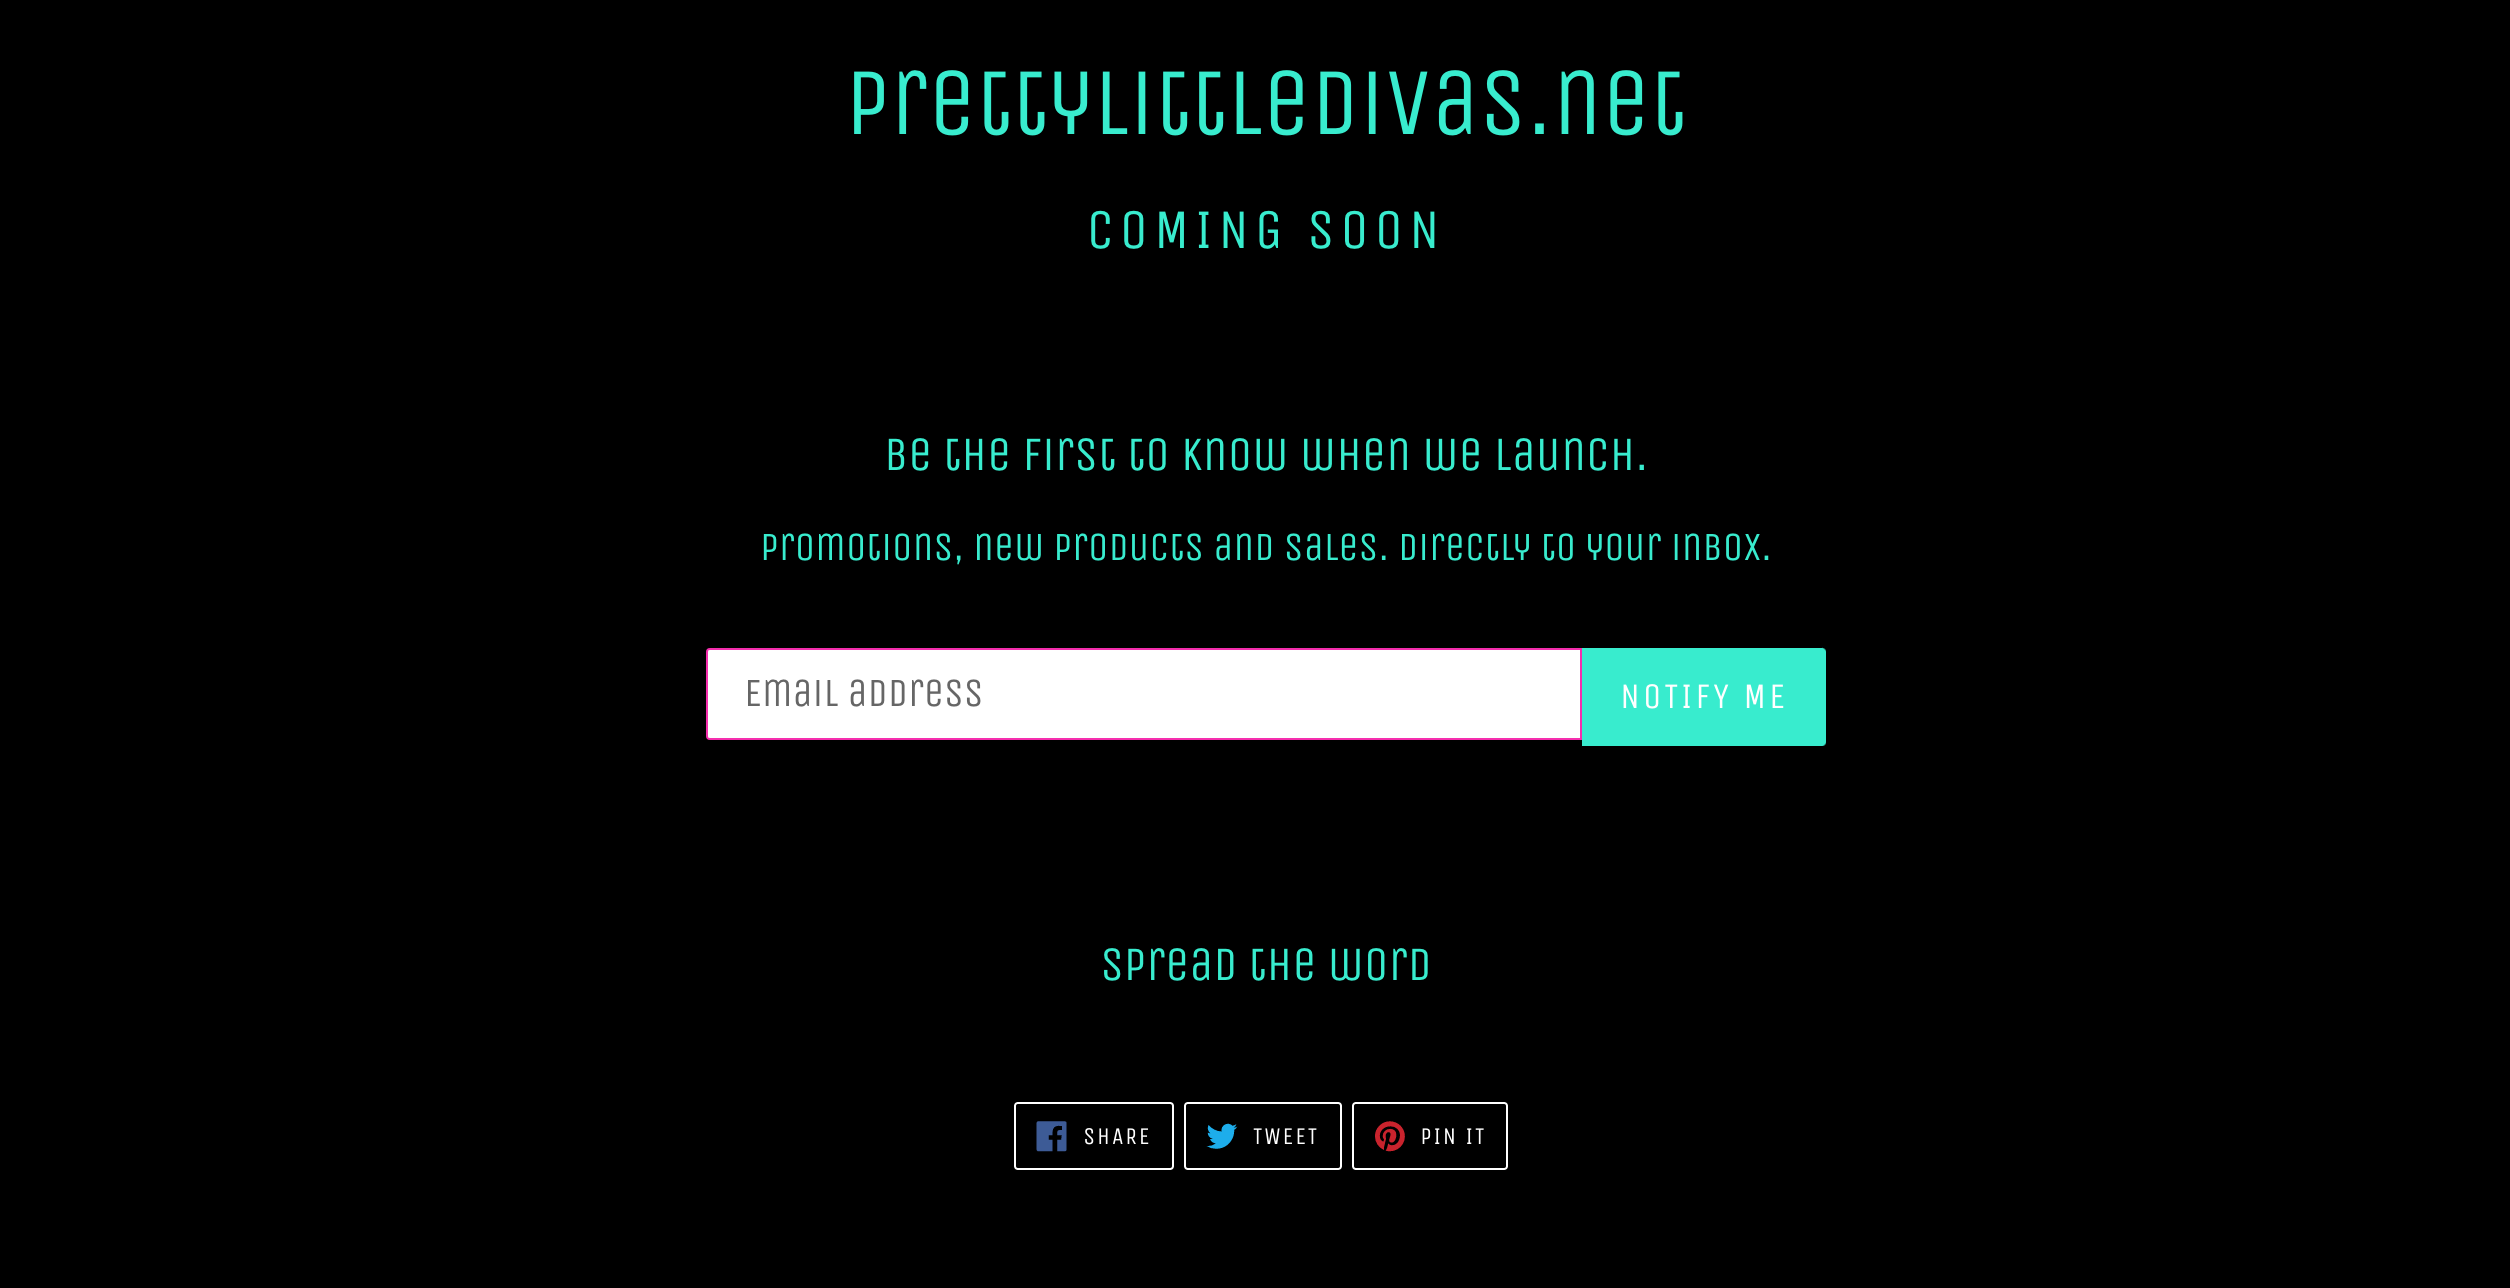 PrettyLittleDivas.net
COMING SOON
Be the first to know when we launch.
Promotions, new products and sales. Directly to your inbox.
Email address
NOTIFY ME
Spread the word
SHARE
TWEET
PIN IT